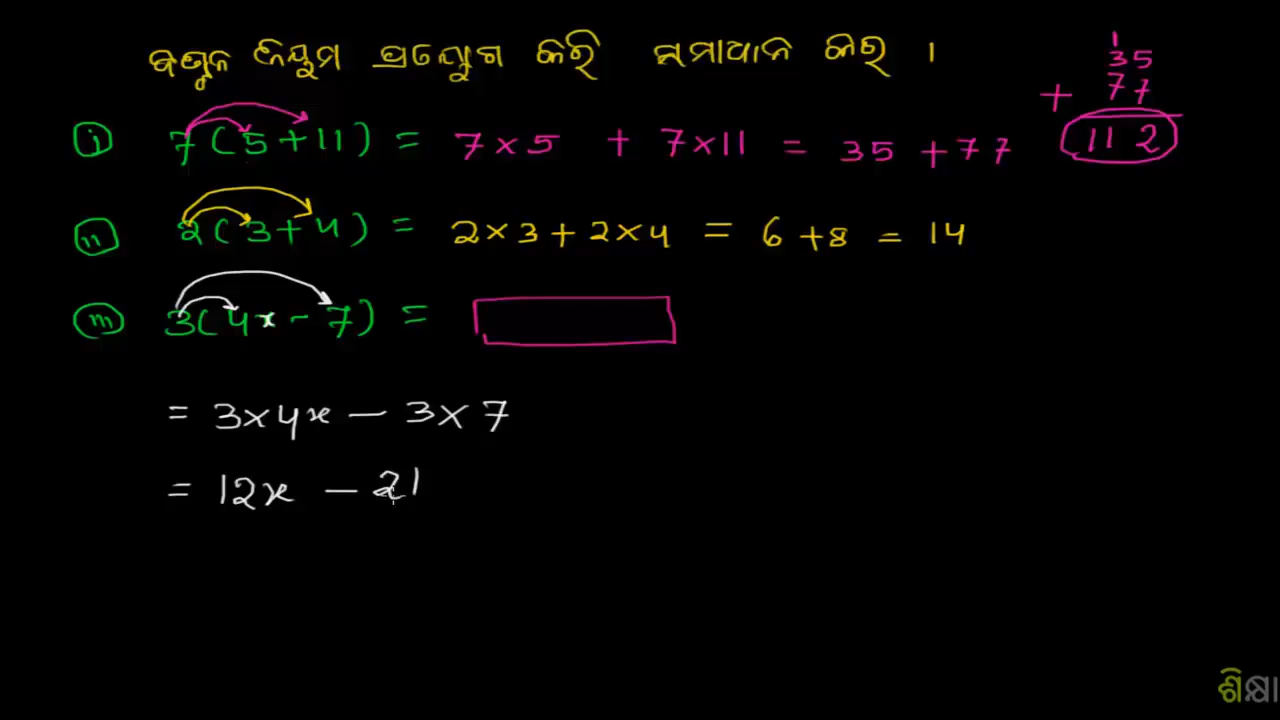 ବଣ୍ଟନ ନିୟମ ପ୍ରୟୋଗ କରି ସମାଧାନ କର ।
(i) 7(5+11) = 7×5 + 7×11 = 35 +77
1
35
+ 77
112
(ii) 2(3+4) = 2×3+2×4 = 6+8 = 14
(iii) 3(4x-7) =
= 3×4x - 3×7
= 12x - 21
ଶିକ୍ଷା